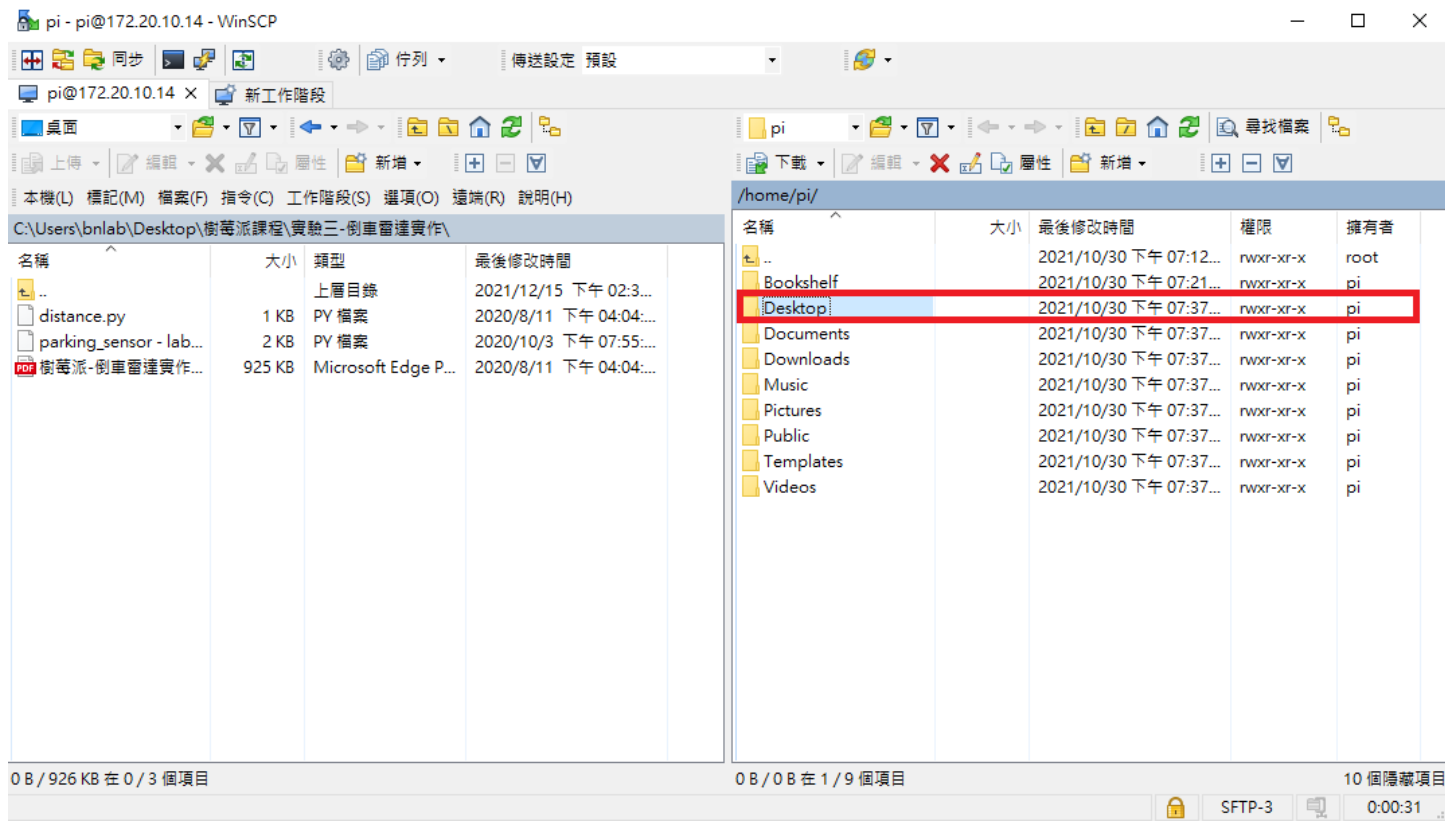 pi - pi@172.20.10.14 - WinSCP
同步 佇列 傳送設定 預設
pi@172.20.10.14 新工作階段
桌面
上傳 編輯 屬性 新增
本機(L) 標記(M) 檔案(F) 指令(C) 工作階段(S) 選項(O) 遠端(R) 說明(H)
C:\Users\bnlab\Desktop\樹莓派課程\實驗三-倒車雷達實作\
名稱 大小 類型 最後修改時間
.. 上層目錄 2021/12/15 下午 02:3...
distance.py 1 KB PY 檔案 2020/8/11 下午 04:04:...
parking_sensor - lab... 2 KB PY 檔案 2020/10/3 下午 07:55:...
PDF 樹莓派-倒車雷達實作... 925 KB Microsoft Edge P... 2020/8/11 下午 04:04:...
0 B / 926 KB 在 0 / 3 個項目
pi 尋找檔案
下載 編輯 屬性 新增
/home/pi/
名稱 大小 最後修改時間 權限 擁有者
.. 2021/10/30 下午 07:12... rwxr-xr-x root
Bookshelf 2021/10/30 下午 07:21... rwxr-xr-x pi
Desktop 2021/10/30 下午 07:37... rwxr-xr-x pi
Documents 2021/10/30 下午 07:37... rwxr-xr-x pi
Downloads 2021/10/30 下午 07:37... rwxr-xr-x pi
Music 2021/10/30 下午 07:37... rwxr-xr-x pi
Pictures 2021/10/30 下午 07:37... rwxr-xr-x pi
Public 2021/10/30 下午 07:37... rwxr-xr-x pi
Templates 2021/10/30 下午 07:37... rwxr-xr-x pi
Videos 2021/10/30 下午 07:37... rwxr-xr-x pi
0 B / 0 B 在 1 / 9 個項目 10 個隱藏項目
SFTP-3 0:00:31